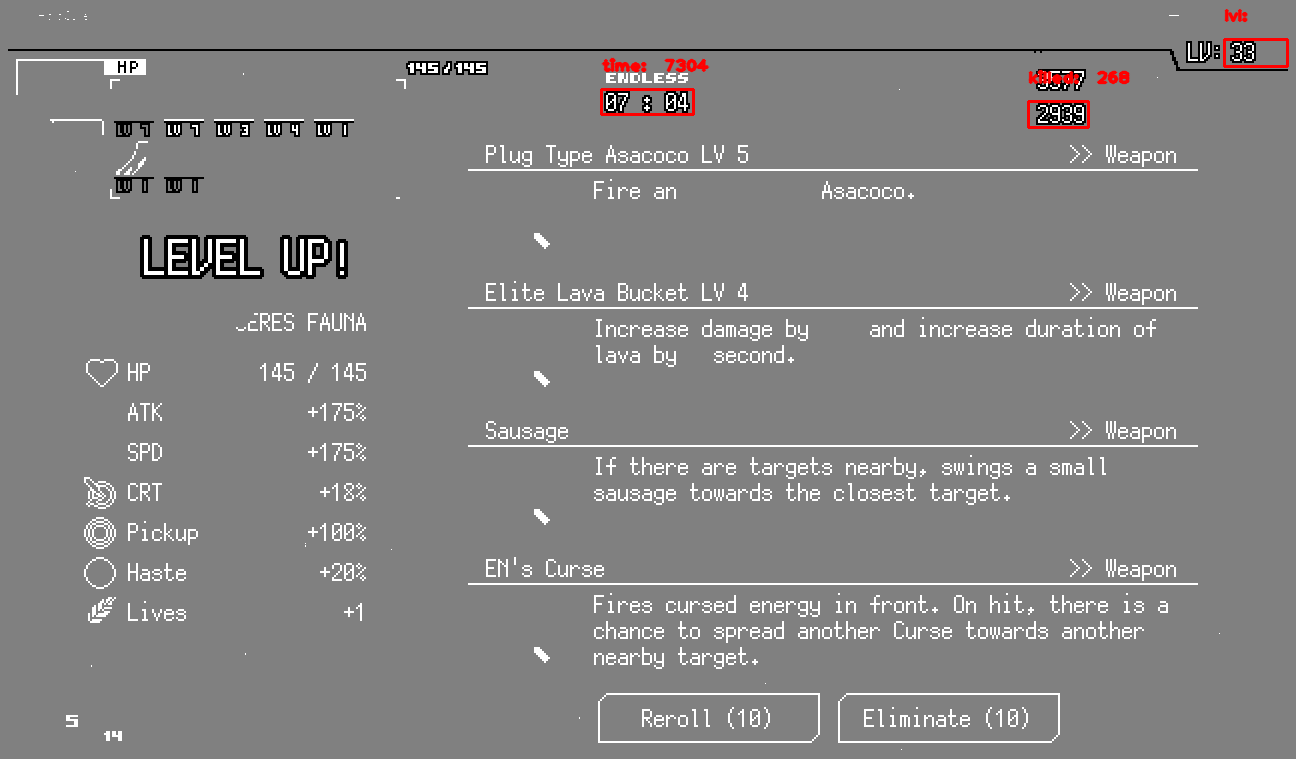 lvl:
LV: 33
HP
145/145
time: 7304
ENDLESS
07 : 04
killed: 268
2939
LV 7 LV 7 LV 3 LV 4 LV 1
LV 1 LV 1
Plug Type Asacoco LV 5 >> Weapon
Fire an Asacoco.
LEVEL UP!
Elite Lava Bucket LV 4 >> Weapon
Increase damage by and increase duration of
lava by second.
ERES FAUNA
HP 145 / 145
ATK +175%
SPD +175%
CRT +18%
Pickup +100%
Haste +20%
Lives +1
Sausage >> Weapon
If there are targets nearby, swings a small
sausage towards the closest target.
EN's Curse >> Weapon
Fires cursed energy in front. On hit, there is a
chance to spread another Curse towards another
nearby target.
Reroll (10)
Eliminate (10)
5
14